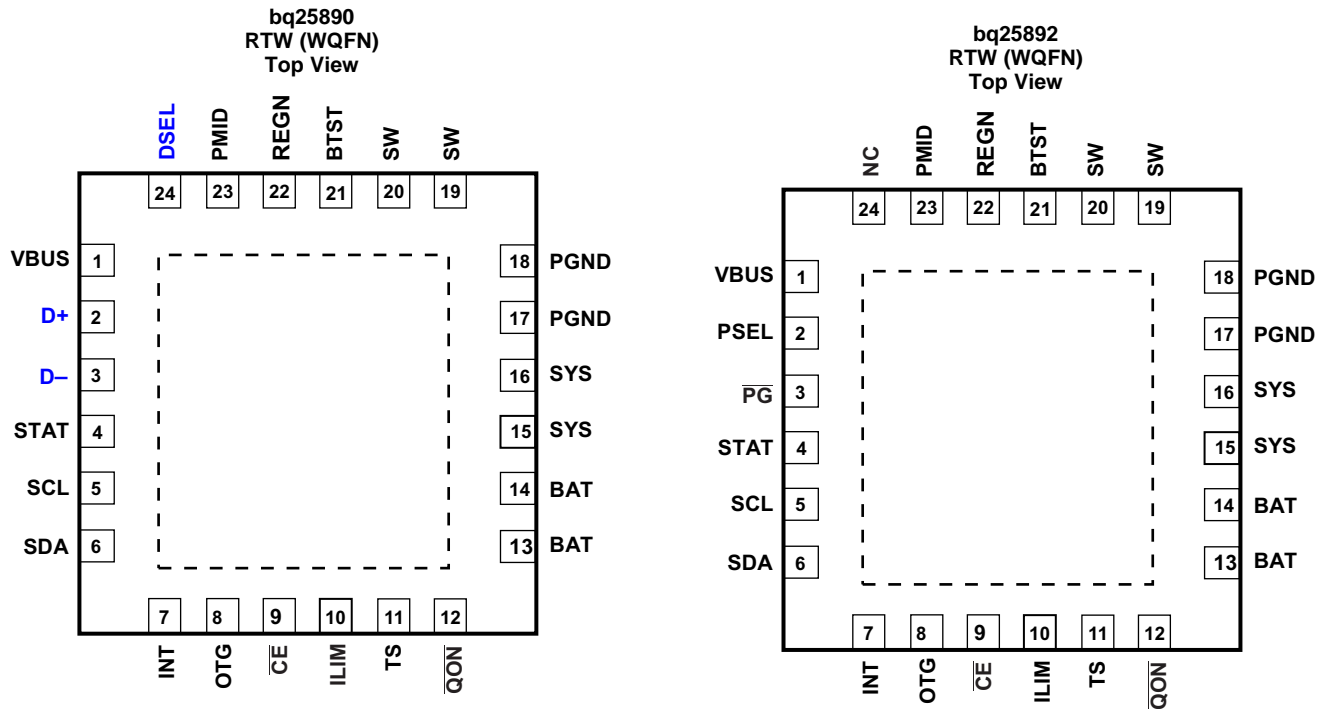 bq25890
RTW (WQFN)
Top View
DSEL
PMID
REGN
BTST
SW
SW
24
23
22
21
20
19
VBUS 1
D+ 2
D– 3
STAT 4
SCL 5
SDA 6
18 PGND
17 PGND
16 SYS
15 SYS
14 BAT
13 BAT
7
8
9
10
11
12
INT
OTG
C̅E̅
ILIM
TS
Q̅O̅N̅
bq25892
RTW (WQFN)
Top View
NC
PMID
REGN
BTST
SW
SW
24
23
22
21
20
19
VBUS 1
PSEL 2
P̅G̅ 3
STAT 4
SCL 5
SDA 6
18 PGND
17 PGND
16 SYS
15 SYS
14 BAT
13 BAT
7
8
9
10
11
12
INT
OTG
C̅E̅
ILIM
TS
Q̅O̅N̅